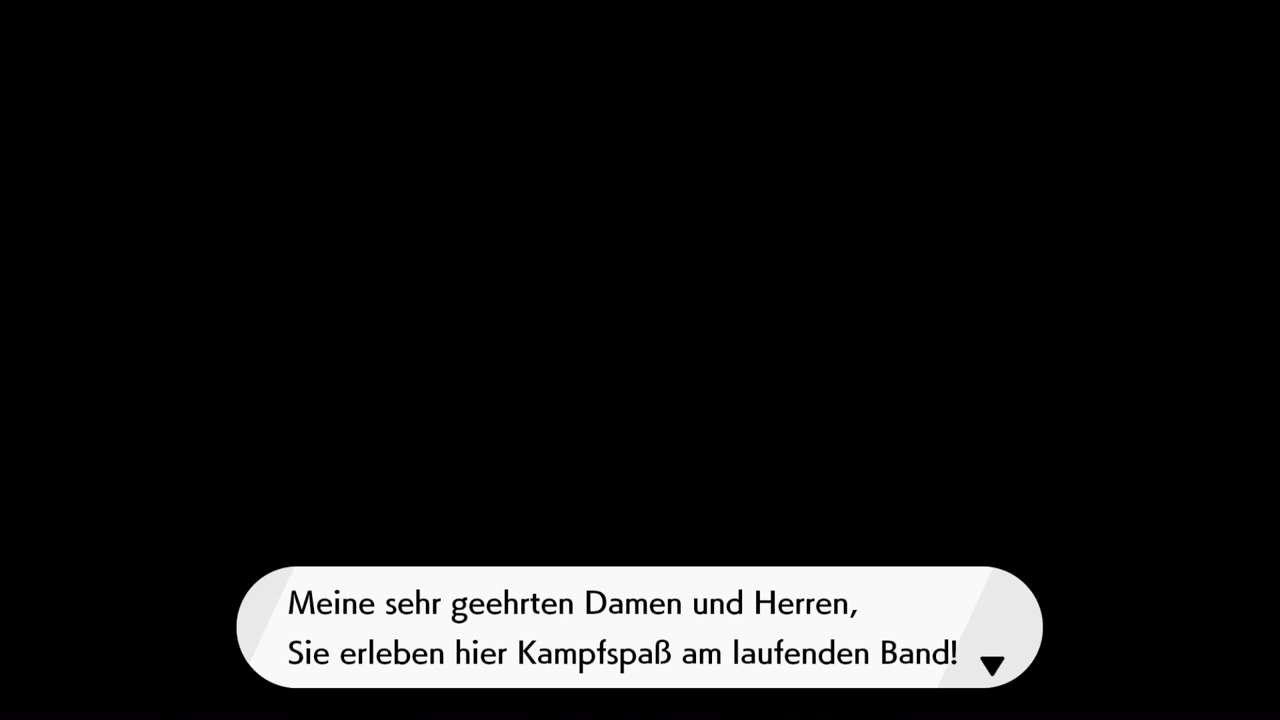 Meine sehr geehrten Damen und Herren,
Sie erleben hier Kampfspaß am laufenden Band!